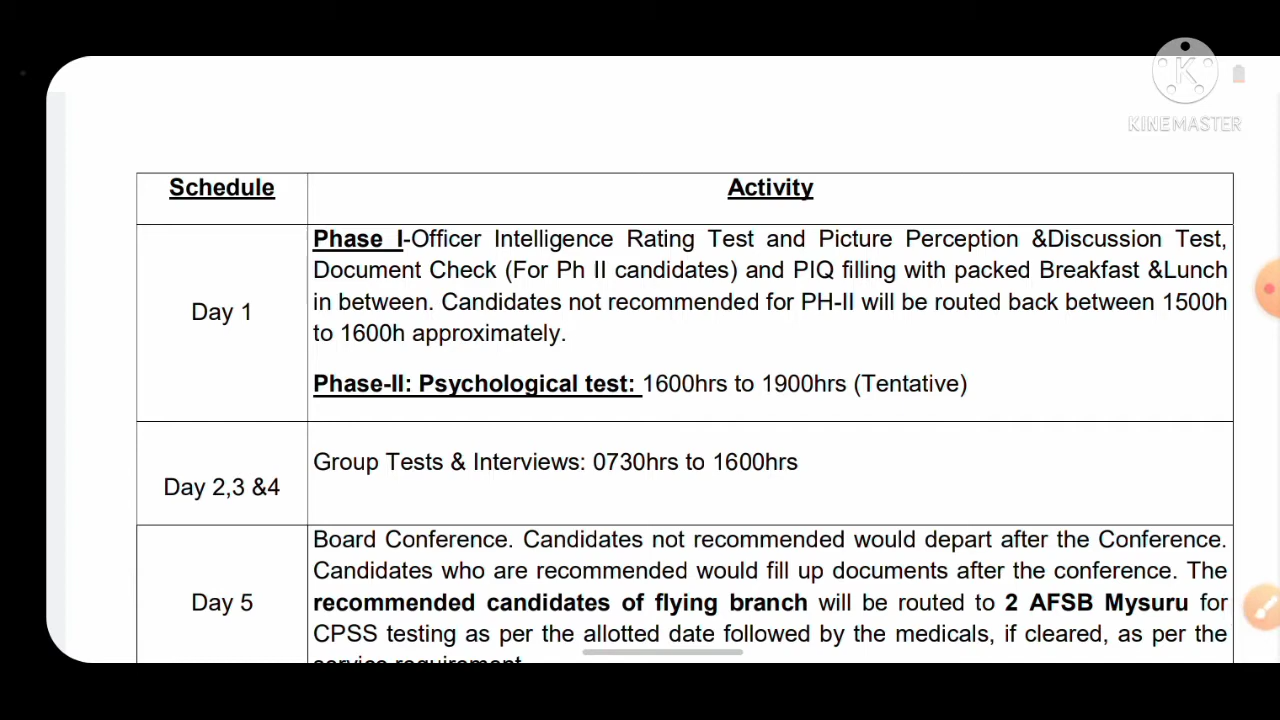 KINEMASTER
Schedule Activity
Phase I-Officer Intelligence Rating Test and Picture Perception &Discussion Test,
Document Check (For Ph II candidates) and PIQ filling with packed Breakfast &Lunch
in between. Candidates not recommended for PH-II will be routed back between 1500h
to 1600h approximately.
Day 1
Phase-II: Psychological test: 1600hrs to 1900hrs (Tentative)
Group Tests & Interviews: 0730hrs to 1600hrs
Day 2,3 &4
Board Conference. Candidates not recommended would depart after the Conference.
Candidates who are recommended would fill up documents after the conference. The
recommended candidates of flying branch will be routed to 2 AFSB Mysuru for
Day 5
CPSS testing as per the allotted date followed by the medicals, if cleared, as per the
service requirement